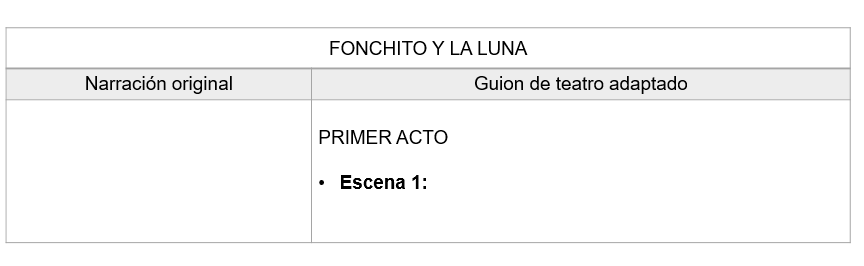 FONCHITO Y LA LUNA
Narración original
Guion de teatro adaptado
PRIMER ACTO
• Escena 1: